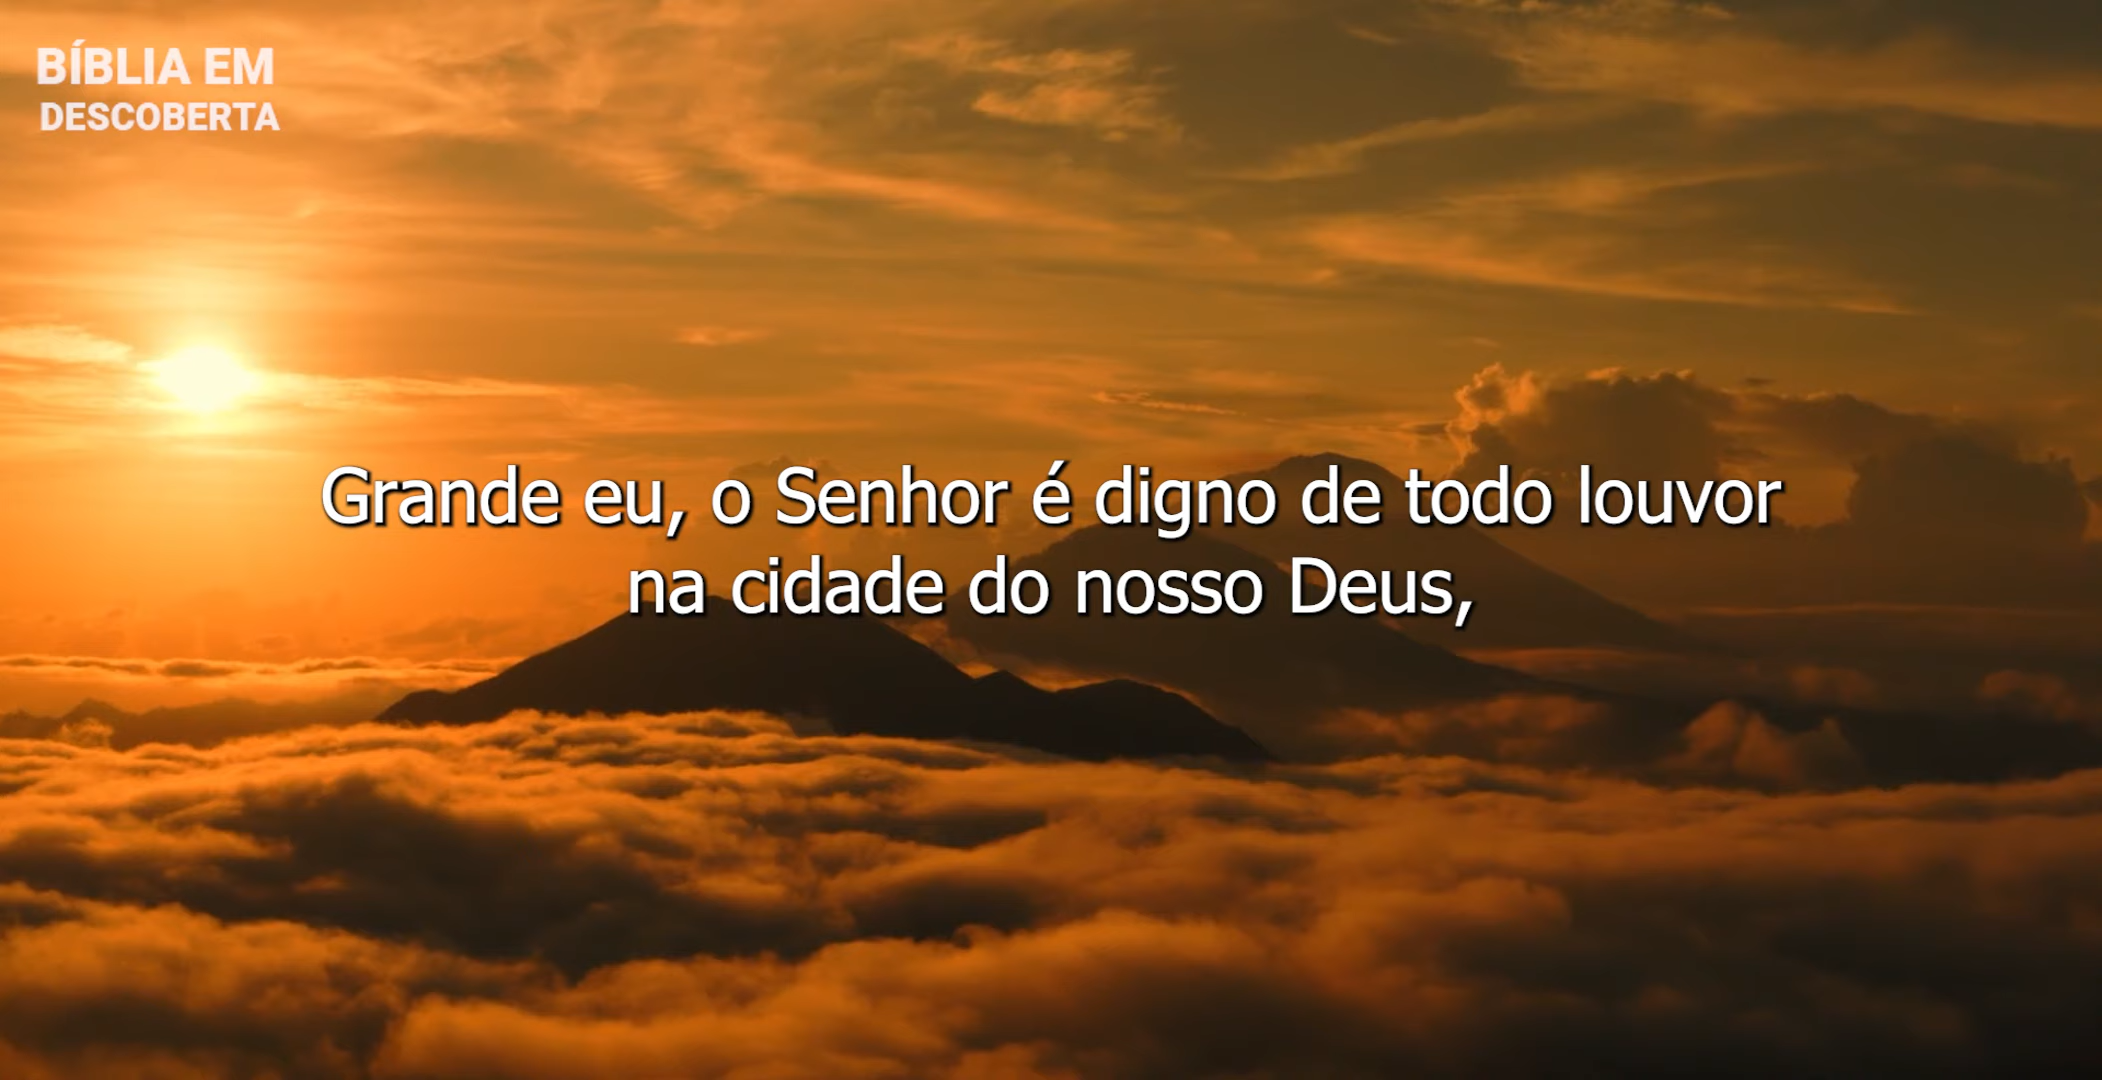 BÍBLIA EM
DESCOBERTA
Grande eu, o Senhor é digno de todo louvor
na cidade do nosso Deus,